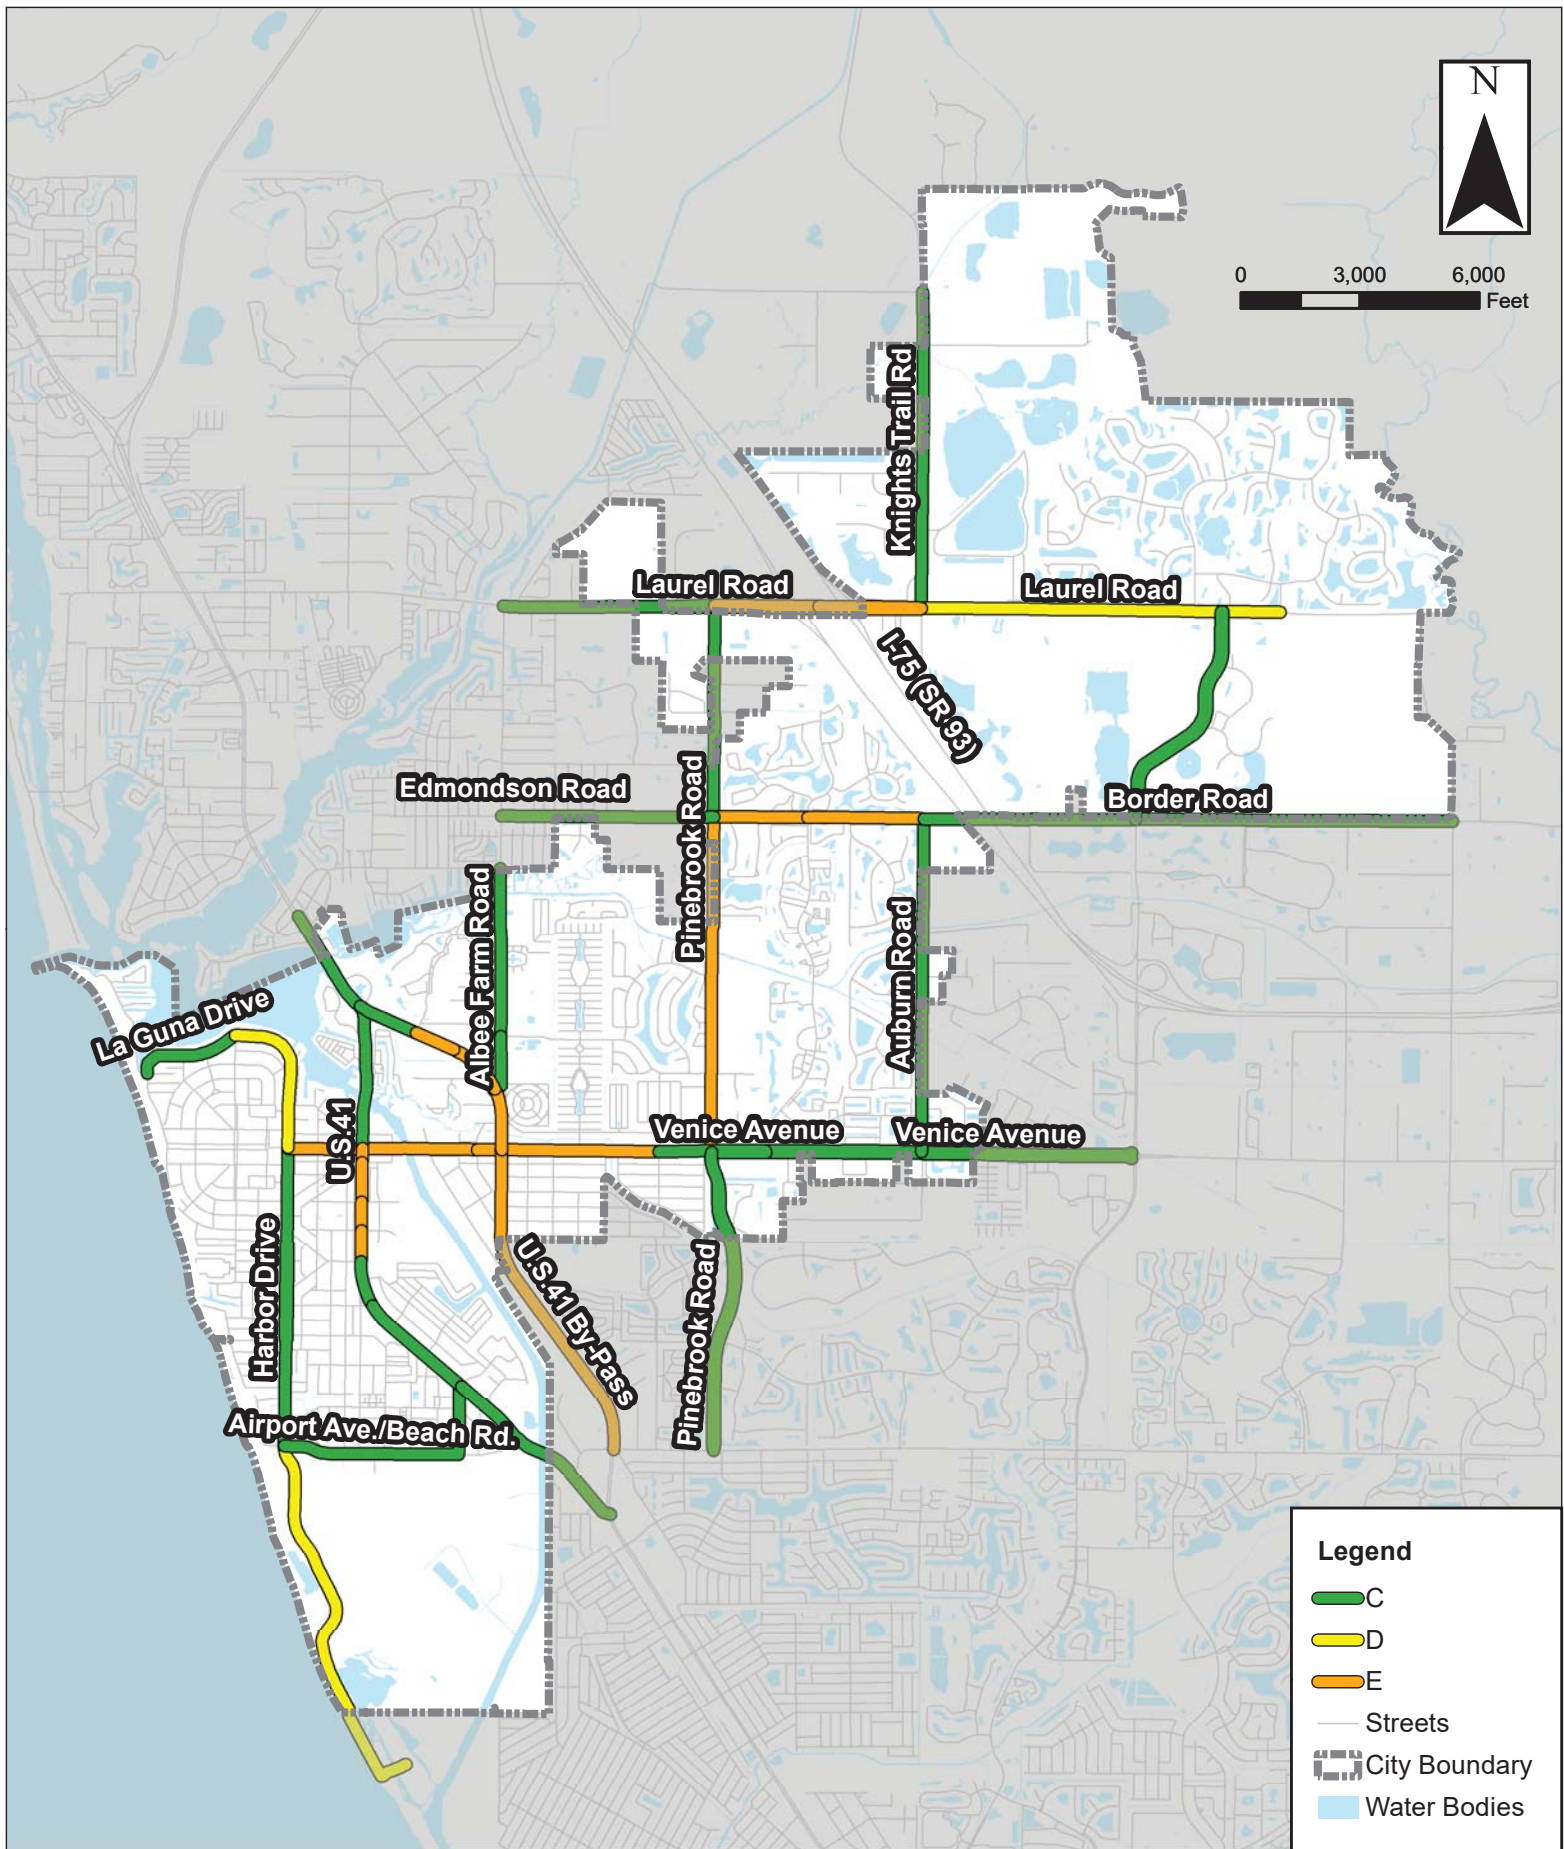 N
0 3,000 6,000
Feet
Knights Trail Rd
Laurel Road
Laurel Road
I-75 (SR 93)
Edmondson Road
Pinebrook Road
Border Road
Albee Farm Road
Auburn Road
La Guna Drive
U.S.41
Venice Avenue
Venice Avenue
Harbor Drive
U.S.41 By-Pass
Pinebrook Road
Airport Ave./Beach Rd.
Legend
C
D
E
Streets
City Boundary
Water Bodies